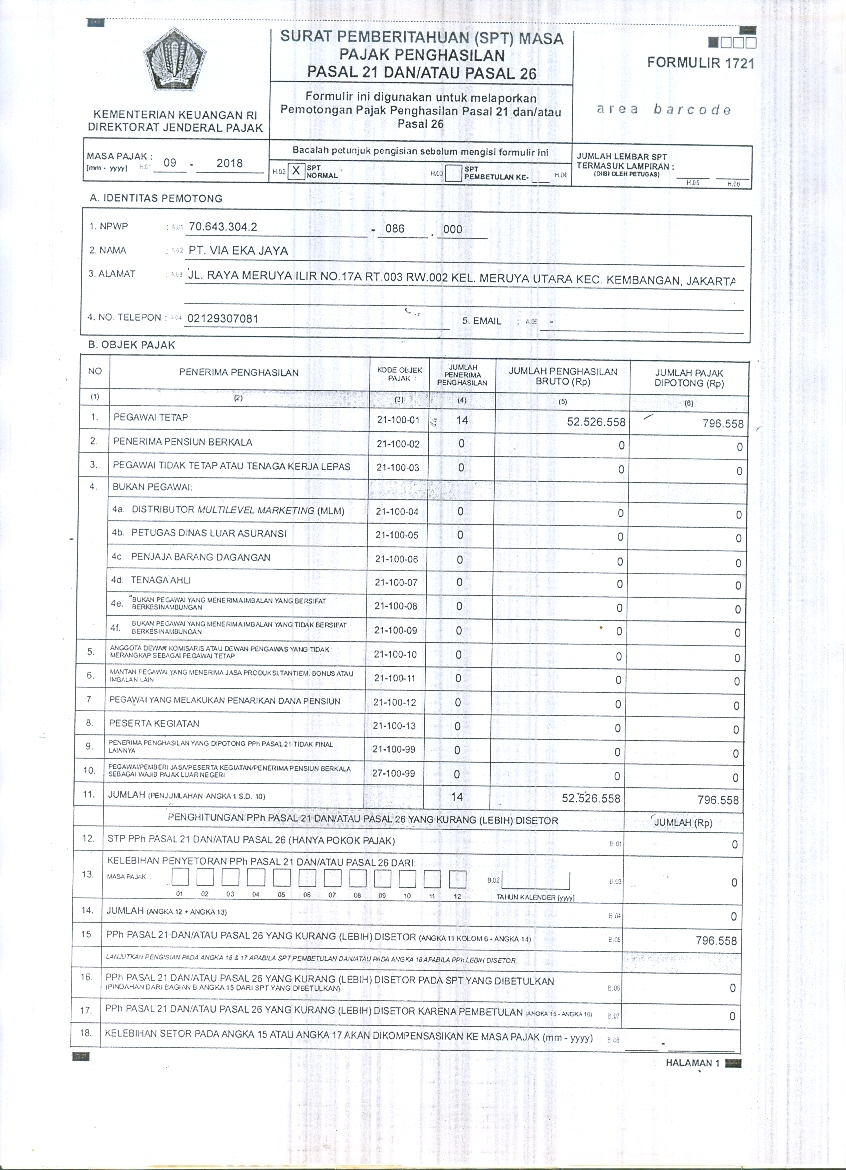 SURAT PEMBERITAHUAN (SPT) MASA
PAJAK PENGHASILAN
PASAL 21 DAN/ATAU PASAL 26
FORMULIR 1721
Formulir ini digunakan untuk melaporkan
Pemotongan Pajak Penghasilan Pasal 21 dan/atau
Pasal 26
area barcode
KEMENTERIAN KEUANGAN RI
DIREKTORAT JENDERAL PAJAK
Bacalah petunjuk pengisian sebelum mengisi formulir ini
MASA PAJAK :
[mm - yyyy] H.01 09 - 2018
H.02 X SPT
NORMAL
H.03 SPT
PEMBETULAN KE- H.04
JUMLAH LEMBAR SPT
TERMASUK LAMPIRAN :
(DIISI OLEH PETUGAS)
H.05 H.06
A. IDENTITAS PEMOTONG
1. NPWP : A.01 70.643.304.2 - 086 . 000
2. NAMA : A.02 PT. VIA EKA JAYA
3. ALAMAT : A.03 JL. RAYA MERUYA ILIR NO.17A RT.003 RW.002 KEL. MERUYA UTARA KEC. KEMBANGAN, JAKARTA
4. NO. TELEPON : A.04 02129307081 5. EMAIL : A.05 -
B. OBJEK PAJAK
NO PENERIMA PENGHASILAN KODE OBJEK PAJAK JUMLAH PENERIMA PENGHASILAN JUMLAH PENGHASILAN BRUTO (Rp) JUMLAH PAJAK DIPOTONG (Rp)
(1) (2) (3) (4) (5) (6)
1. PEGAWAI TETAP 21-100-01 14 52.526.558 796.558
2. PENERIMA PENSIUN BERKALA 21-100-02 0 0 0
3. PEGAWAI TIDAK TETAP ATAU TENAGA KERJA LEPAS 21-100-03 0 0 0
4. BUKAN PEGAWAI:
4a. DISTRIBUTOR MULTILEVEL MARKETING (MLM) 21-100-04 0 0 0
4b. PETUGAS DINAS LUAR ASURANSI 21-100-05 0 0 0
4c PENJAJA BARANG DAGANGAN 21-100-06 0 0 0
4d. TENAGA AHLI 21-100-07 0 0 0
4e. BUKAN PEGAWAI YANG MENERIMA IMBALAN YANG BERSIFAT BERKESINAMBUNGAN 21-100-08 0 0 0
4f. BUKAN PEGAWAI YANG MENERIMA IMBALAN YANG TIDAK BERSIFAT BERKESINAMBUNGAN 21-100-09 0 0 0
5. ANGGOTA DEWAN KOMISARIS ATAU DEWAN PENGAWAS YANG TIDAK MERANGKAP SEBAGAI PEGAWAI TETAP 21-100-10 0 0 0
6. MANTAN PEGAWAI YANG MENERIMA JASA PRODUKSI, TANTIEM, BONUS ATAU IMBALAN LAIN 21-100-11 0 0 0
7 PEGAWAI YANG MELAKUKAN PENARIKAN DANA PENSIUN 21-100-12 0 0 0
8. PESERTA KEGIATAN 21-100-13 0 0 0
9. PENERIMA PENGHASILAN YANG DIPOTONG PPh PASAL 21 TIDAK FINAL LAINNYA 21-100-99 0 0 0
10. PEGAWAI/PEMBERI JASA/PESERTA KEGIATAN/PENERIMA PENSIUN BERKALA SEBAGAI WAJIB PAJAK LUAR NEGERI 27-100-99 0 0 0
11. JUMLAH (PENJUMLAHAN ANGKA 1 S.D. 10) 14 52.526.558 796.558
PENGHITUNGAN PPh PASAL 21 DAN/ATAU PASAL 26 YANG KURANG (LEBIH) DISETOR JUMLAH (Rp)
12. STP PPh PASAL 21 DAN/ATAU PASAL 26 (HANYA POKOK PAJAK) B.01 0
13. KELEBIHAN PENYETORAN PPh PASAL 21 DAN/ATAU PASAL 26 DARI:
MASA PAJAK B.02 B.03 0
01 02 03 04 05 06 07 08 09 10 11 12 TAHUN KALENDER [yyyy]
14. JUMLAH (ANGKA 12 + ANGKA 13) B.04 0
15 PPh PASAL 21 DAN/ATAU PASAL 26 YANG KURANG (LEBIH) DISETOR (ANGKA 11 KOLOM 6 - ANGKA 14) B.05 796.558
LANJUTKAN PENGISIAN PADA ANGKA 16 & 17 APABILA SPT PEMBETULAN DAN/ATAU PADA ANGKA 18 APABILA PPh LEBIH DISETOR
16. PPh PASAL 21 DAN/ATAU PASAL 26 YANG KURANG (LEBIH) DISETOR PADA SPT YANG DIBETULKAN
(PINDAHAN DARI BAGIAN B ANGKA 15 DARI SPT YANG DIBETULKAN) B.06 0
17. PPh PASAL 21 DAN/ATAU PASAL 26 YANG KURANG (LEBIH) DISETOR KARENA PEMBETULAN (ANGKA 15 - ANGKA 16) B.07 0
18. KELEBIHAN SETOR PADA ANGKA 15 ATAU ANGKA 17 AKAN DIKOMPENSASIKAN KE MASA PAJAK (mm - yyyy) B.08 -
HALAMAN 1